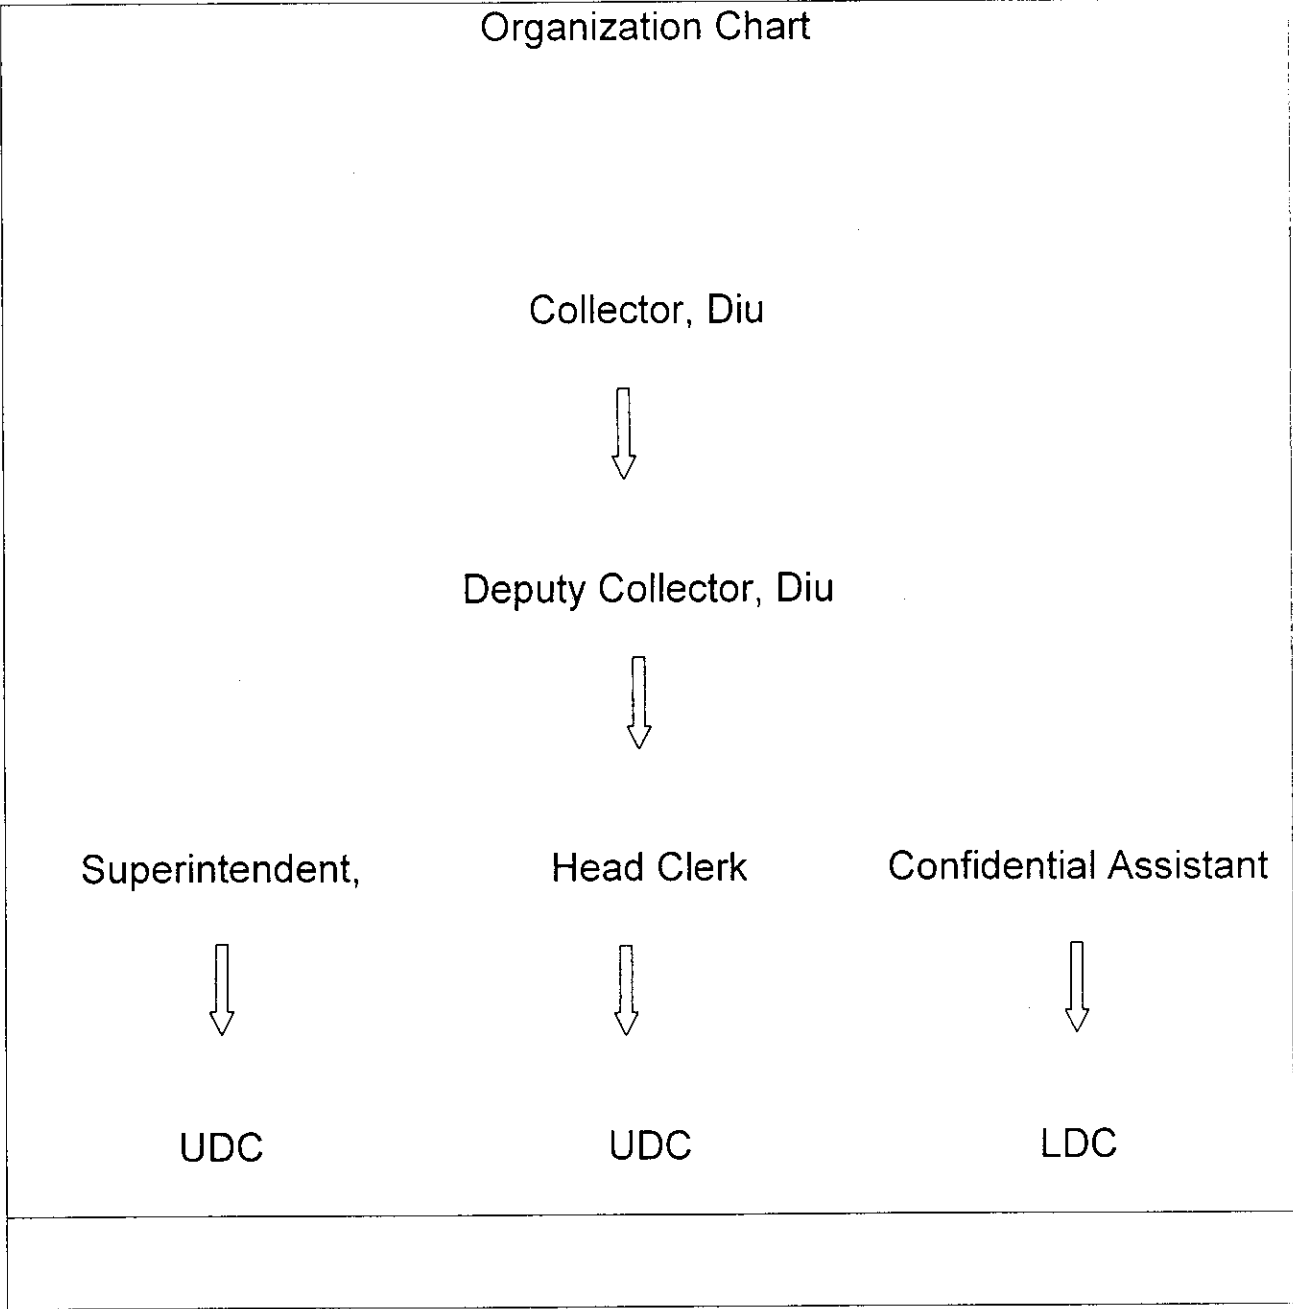 Organization Chart
Collector, Diu
Deputy Collector, Diu
Superintendent,
Head Clerk
Confidential Assistant
UDC
UDC
LDC